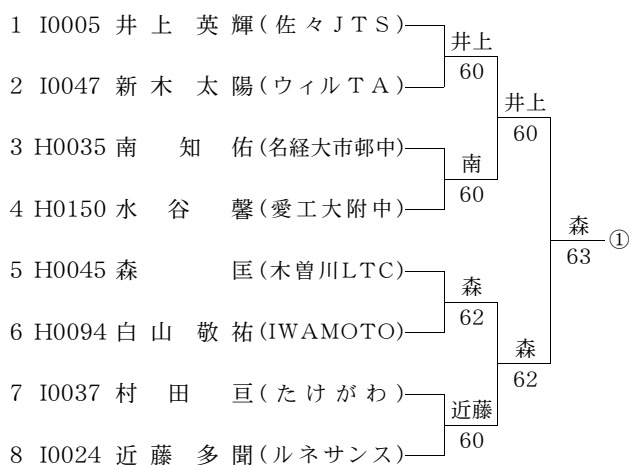 1 I0005 井上 英輝(佐々JTS)
井上
60
2 I0047 新木 太陽(ウィルTA)
井上
60
3 H0035 南 知佑(名経大市邨中)
南
60
4 H0150 水谷 馨(愛工大附中)
森
63
①
5 H0045 森 匡(木曽川LTC)
森
62
6 H0094 白山 敬祐(IWAMOTO)
森
62
7 I0037 村田 亘(たけがわ)
近藤
60
8 I0024 近藤 多聞(ルネサンス)